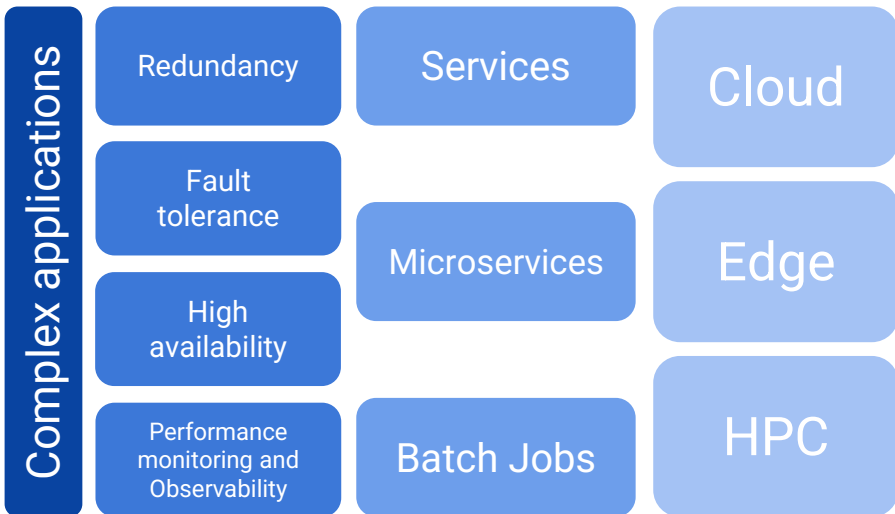 Complex applications
Redundancy
Fault
tolerance
High
availability
Performance
monitoring and
Observability
Services
Microservices
Batch Jobs
Cloud
Edge
HPC